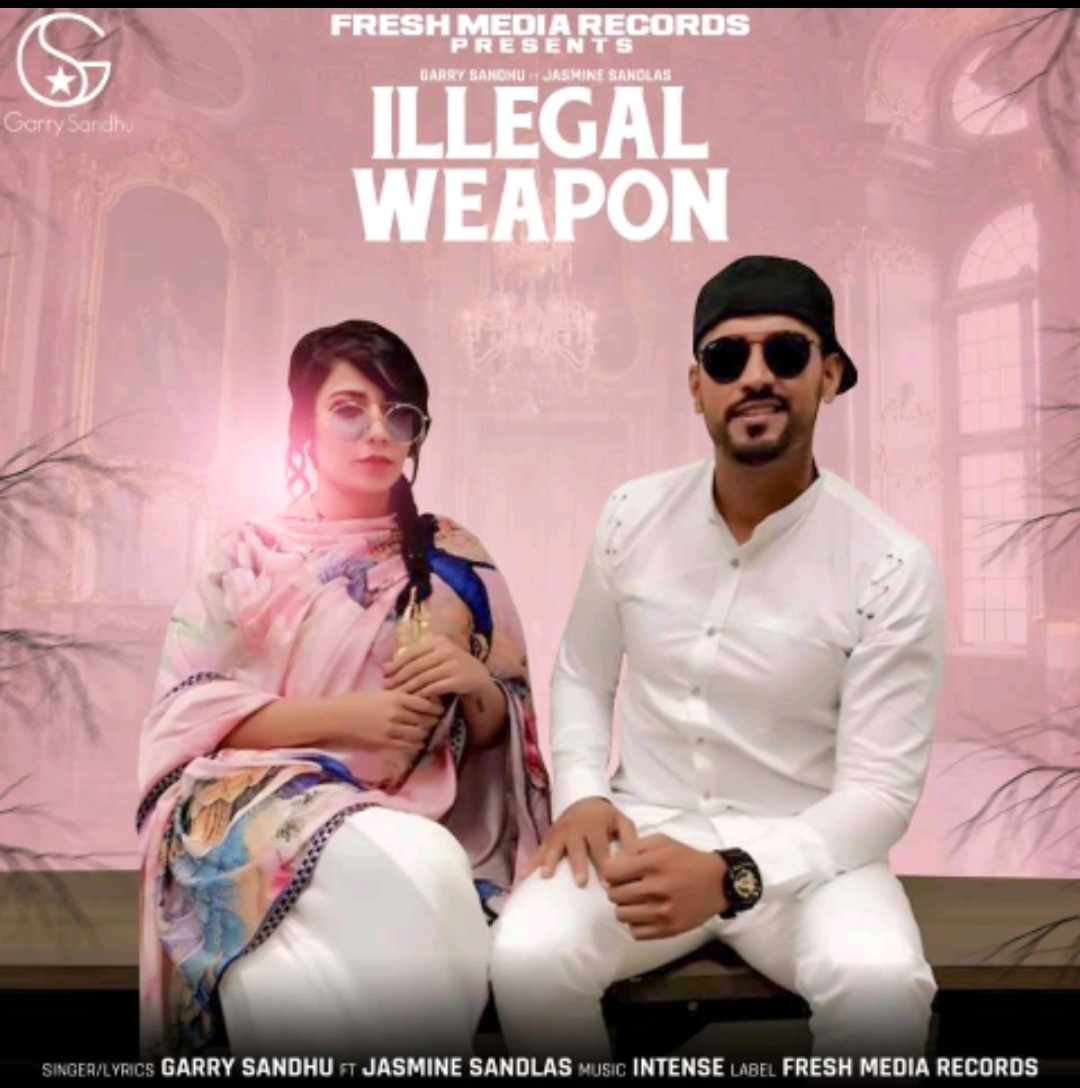 FRESH MEDIA RECORDS
PRESENTS
Garry Sandhu
GARRY SANDHU FT JASMINE SANDLAS
ILLEGAL
WEAPON
SINGER/LYRICS GARRY SANDHU FT JASMINE SANDLAS MUSIC INTENSE LABEL FRESH MEDIA RECORDS